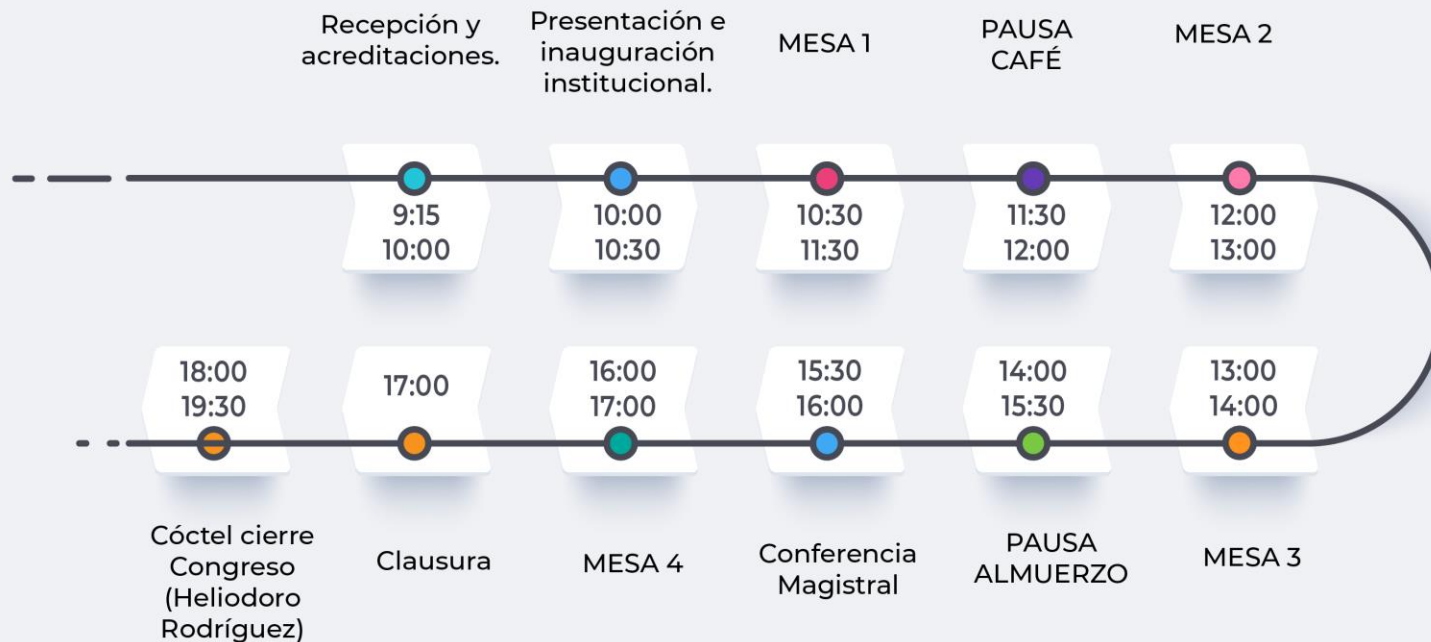 Recepción y
acreditaciones.
9:15
10:00
Presentación e
inauguración
institucional.
10:00
10:30
MESA 1
10:30
11:30
PAUSA
CAFÉ
11:30
12:00
MESA 2
12:00
13:00
13:00
14:00
MESA 3
14:00
15:30
PAUSA
ALMUERZO
15:30
16:00
Conferencia
Magistral
16:00
17:00
MESA 4
17:00
Clausura
18:00
19:30
Cóctel cierre
Congreso
(Heliodoro
Rodríguez)